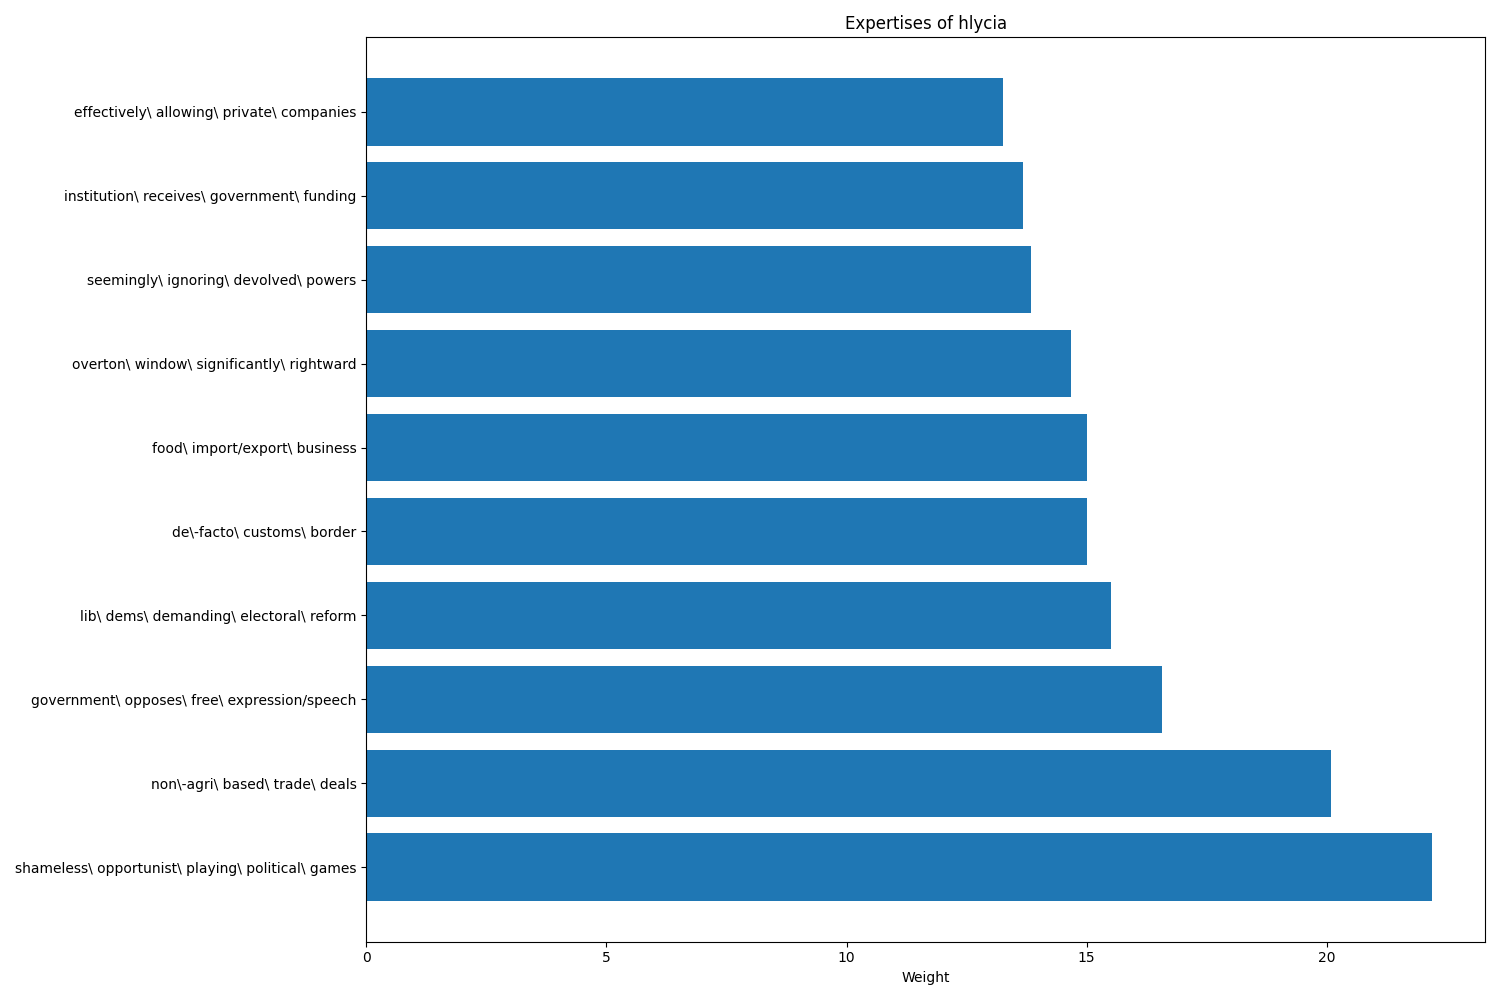 Expertises of hlycia
effectively\ allowing\ private\ companies
institution\ receives\ government\ funding
seemingly\ ignoring\ devolved\ powers
overton\ window\ significantly\ rightward
food\ import/export\ business
de\-facto\ customs\ border
lib\ dems\ demanding\ electoral\ reform
government\ opposes\ free\ expression/speech
non\-agri\ based\ trade\ deals
shameless\ opportunist\ playing\ political\ games
0 5 10 15 20
Weight